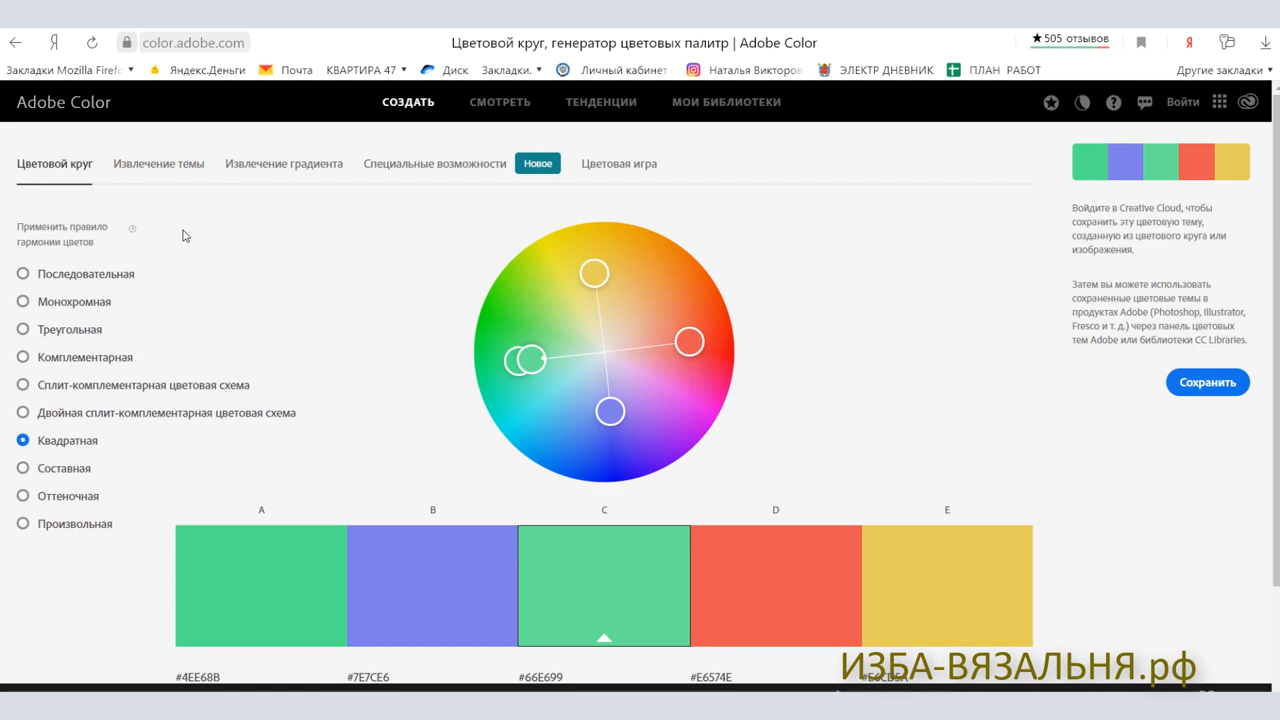 color.adobe.com
Цветовой круг, генератор цветовых палитр | Adobe Color
★505 отзывов
Закладки Mozilla Firefo
Яндекс.Деньги
Почта
КВАРТИРА 47
Диск
Закладки.
Личный кабинет
Наталья Викторов
ЭЛЕКТР ДНЕВНИК
ПЛАН РАБОТ
Другие закладки
Adobe Color
СОЗДАТЬ
СМОТРЕТЬ
ТЕНДЕНЦИИ
МОИ БИБЛИОТЕКИ
Войти
Цветовой круг
Извлечение темы
Извлечение градиента
Специальные возможности
Новое
Цветовая игра
Применить правило
гармонии цветов
Последовательная
Монохромная
Треугольная
Комплементарная
Сплит-комплементарная цветовая схема
Двойная сплит-комплементарная цветовая схема
Квадратная
Составная
Оттеночная
Произвольная
Войдите в Creative Cloud, чтобы
сохранить эту цветовую тему,
созданную из цветового круга или
изображения.
Затем вы можете использовать
сохраненные цветовые темы в
продуктах Adobe (Photoshop, Illustrator,
Fresco и т. д.) через панель цветовых
тем Adobe или библиотеки CC Libraries.
Сохранить
A B C D E
#4EE68B
#7E7CE6
#66E699
#E6574E
ИЗБА-ВЯЗАЛЬНЯ.рф